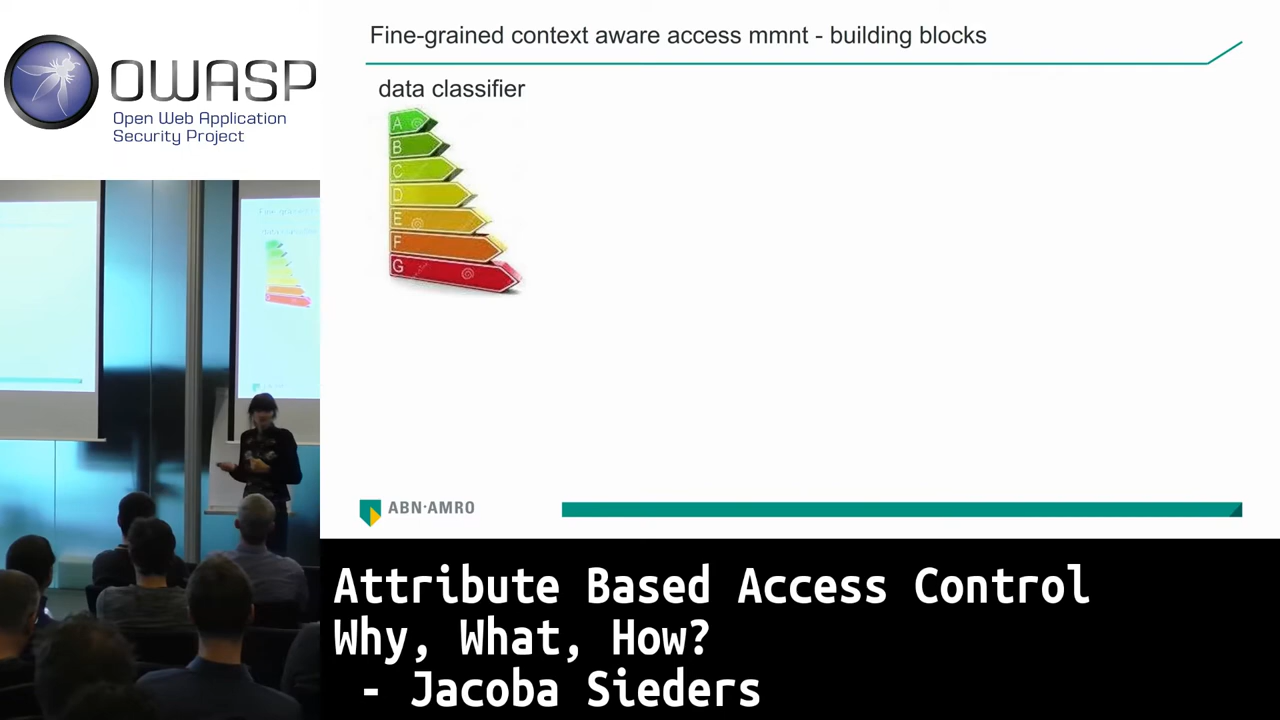 OWASP
Open Web Application
Security Project
Fine-grained context aware access mmnt - building blocks
data classifier
A
B
C
D
E
F
G
ABN·AMRO
Attribute Based Access Control
Why, What, How?
- Jacoba Sieders